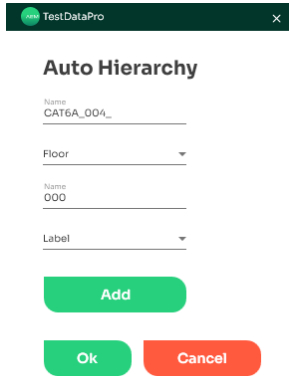 TestDataPro
Auto Hierarchy
Name
CAT6A_004_
Floor
Name
000
Label
Add
Ok Cancel